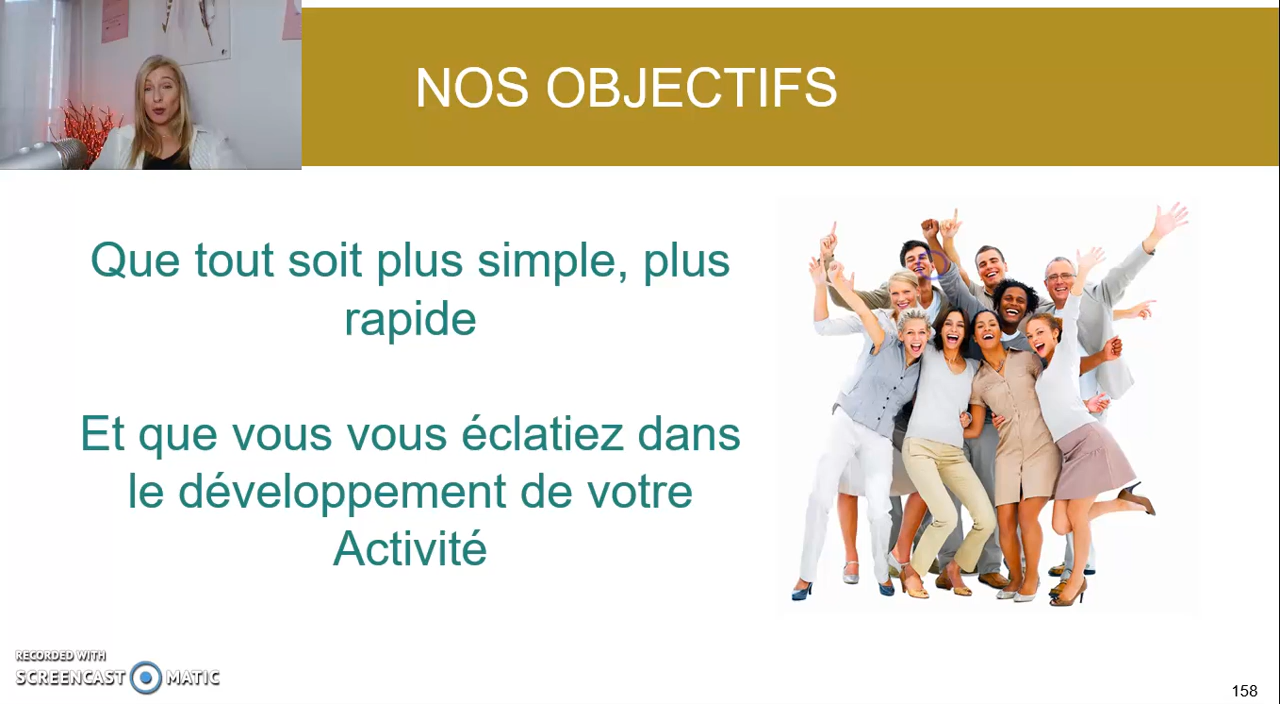 NOS OBJECTIFS
Que tout soit plus simple, plus
rapide
Et que vous vous éclatiez dans
le développement de votre
Activité
RECORDED WITH
SCREENCAST MATIC
158